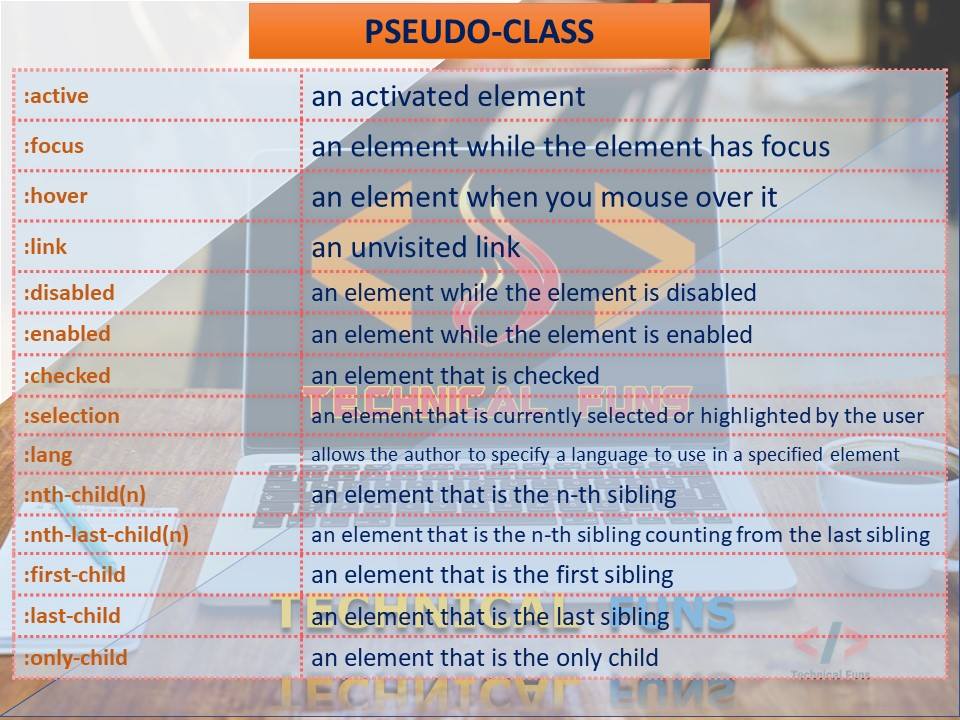 PSEUDO-CLASS
:active an activated element
:focus an element while the element has focus
:hover an element when you mouse over it
:link an unvisited link
:disabled an element while the element is disabled
:enabled an element while the element is enabled
:checked an element that is checked
TECHNICAL FUNS
:selection an element that is currently selected or highlighted by the user
:lang allows the author to specify a language to use in a specified element
:nth-child(n) an element that is the n-th sibling
:nth-last-child(n) an element that is the n-th sibling counting from the last sibling
:first-child an element that is the first sibling
:last-child an element that is the last sibling
TECHNICAL FUNS
:only-child an element that is the only child
Technical Funs